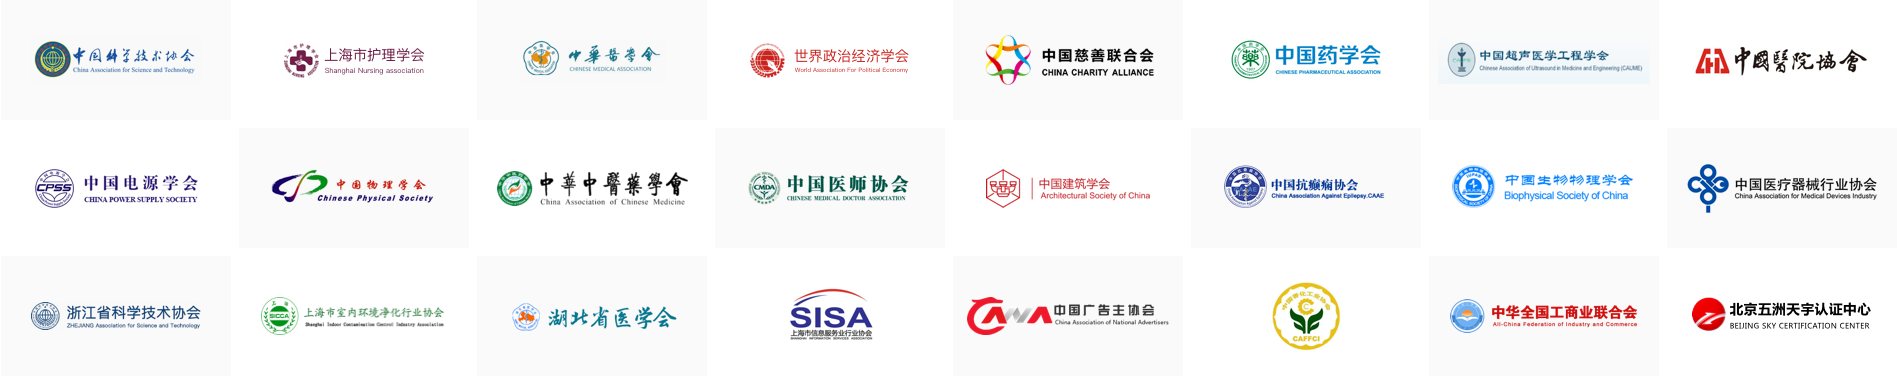 中国科学技术协会
China Association for Science and Technology
上海市护理学会
Shanghai Nursing association
中華醫学會
CHINESE MEDICAL ASSOCIATION
世界政治经济学会
World Association For Political Economy
中国慈善联合会
CHINA CHARITY ALLIANCE
中国药学会
CHINESE PHARMACEUTICAL ASSOCIATION
中国超声医学工程学会
Chinese Association of Ultrasound in Medicine and Engineering (CAUME)
中國醫院協會
CPSS
中国电源学会
CHINA POWER SUPPLY SOCIETY
中国物理学会
Chinese Physical Society
中華中醫藥學會
China Association of Chinese Medicine
CMDA
中国医师协会
CHINESE MEDICAL DOCTOR ASSOCIATION
中国建筑学会
Architectural Society of China
CAAE
中国抗癫痫协会
China Association Against Epilepsy.CAAE
中国生物物理学会
Biophysical Society of China
中国医疗器械行业协会
China Association for Medical Devices Industry
浙江省科学技术协会
ZHEJIANG Association for Science and Technology
SICCA
上海市室内环境净化行业协会
Shanghai Indoor Contamination Control Industry Association
湖北省医学会
SISA
上海市信息服务业行业协会
SHANGHAI INFORMATION SERVICES ASSOCIATION
中国广告主协会
China Association of National Advertisers
CAFFCI
中华全国工商业联合会
All-China Federation of Industry and Commerce
北京五洲天宇认证中心
BEIJING SKY CERTIFICATION CENTER